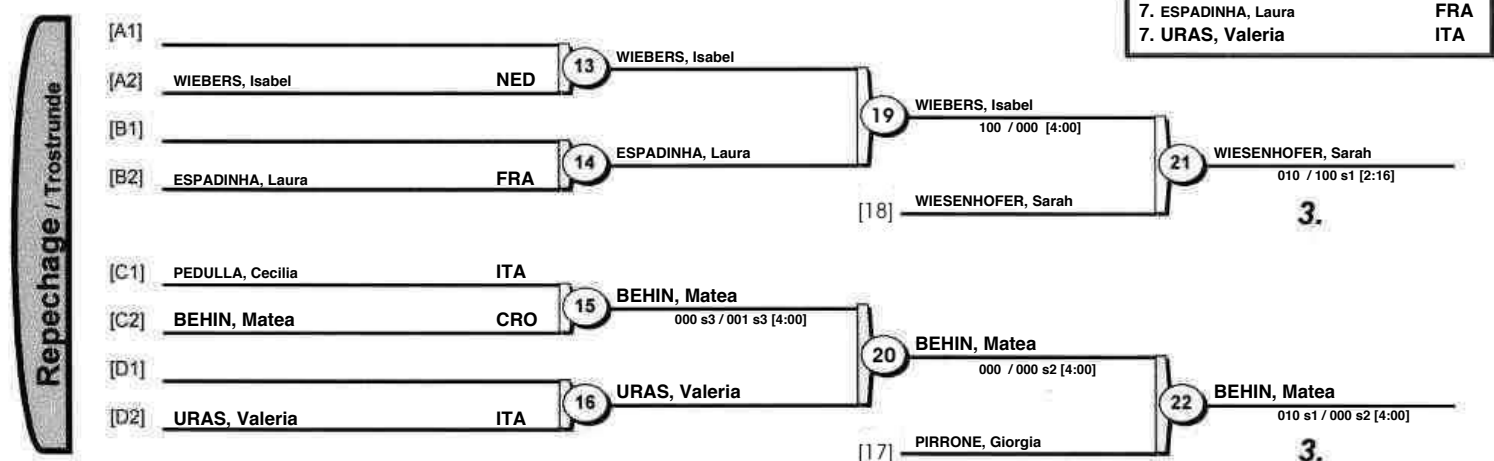 7. ESPADINHA, Laura FRA
7. URAS, Valeria ITA
Repechage / Trostrunde
[A1]
[A2] WIEBERS, Isabel NED
13 WIEBERS, Isabel
[B1]
[B2] ESPADINHA, Laura FRA
14 ESPADINHA, Laura
19 WIEBERS, Isabel
100 / 000 [4:00]
[18] WIESENHOFER, Sarah
21 WIESENHOFER, Sarah
010 / 100 s1 [2:16]
3.
[C1] PEDULLA, Cecilia ITA
[C2] BEHIN, Matea CRO
15 BEHIN, Matea
000 s3 / 001 s3 [4:00]
[D1]
[D2] URAS, Valeria ITA
16 URAS, Valeria
20 BEHIN, Matea
000 / 000 s2 [4:00]
[17] PIRRONE, Giorgia
22 BEHIN, Matea
010 s1 / 000 s2 [4:00]
3.